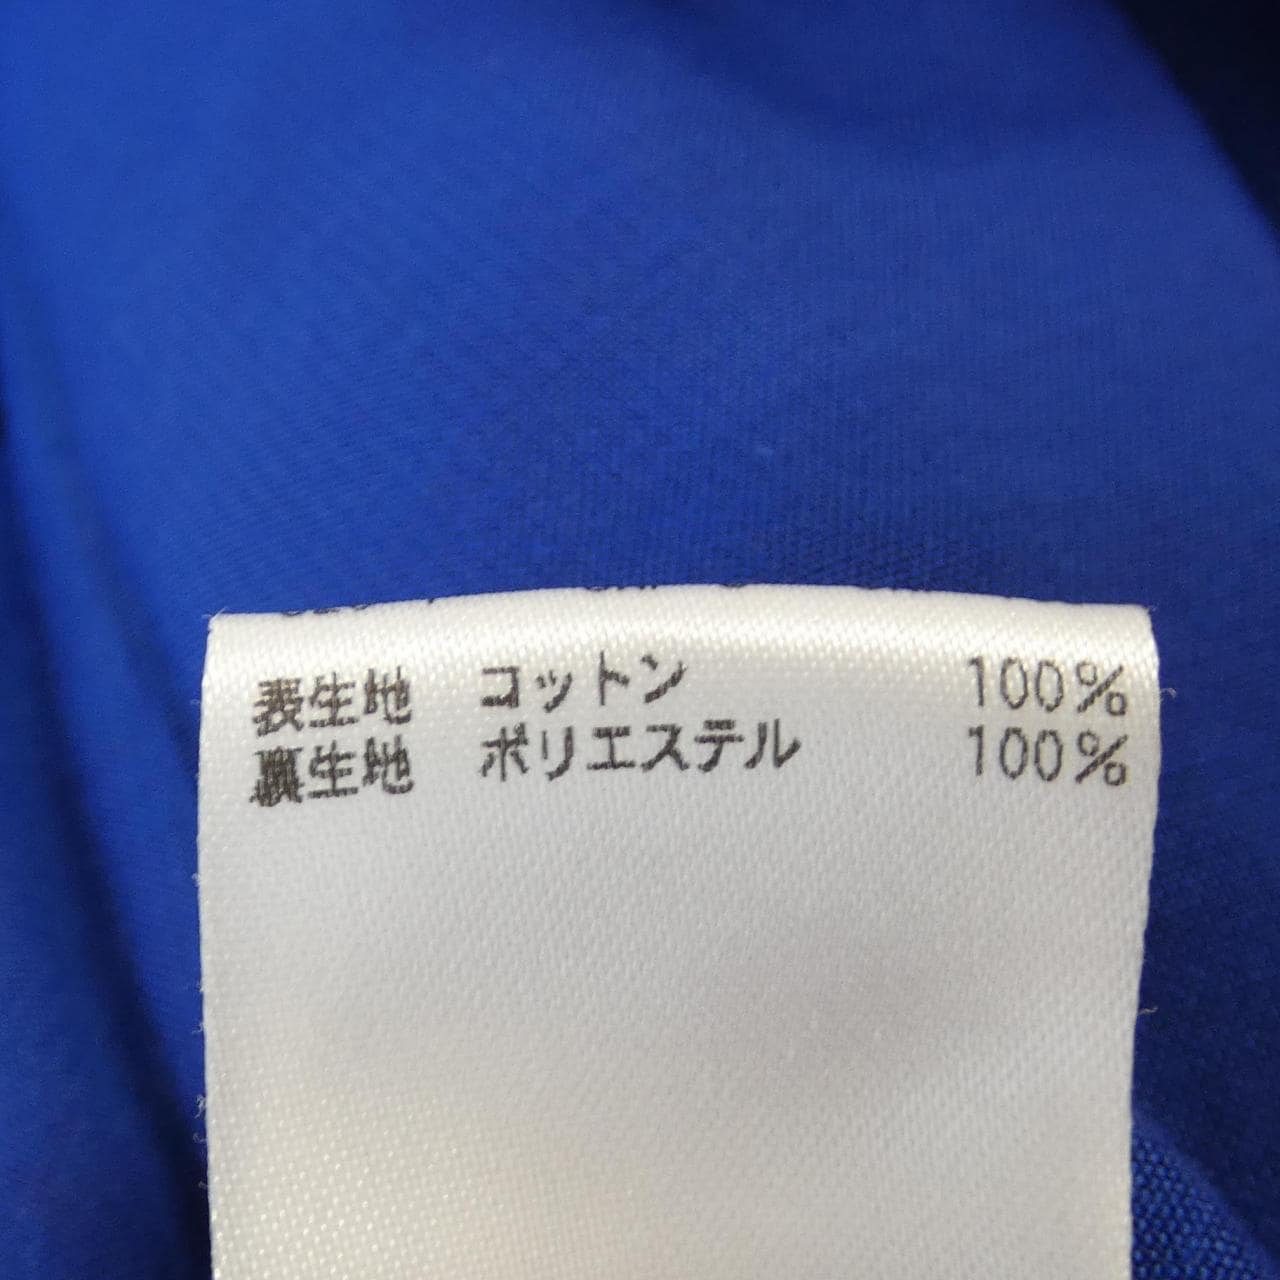 表生地 コットン 100%
裏生地 ポリエステル 100%